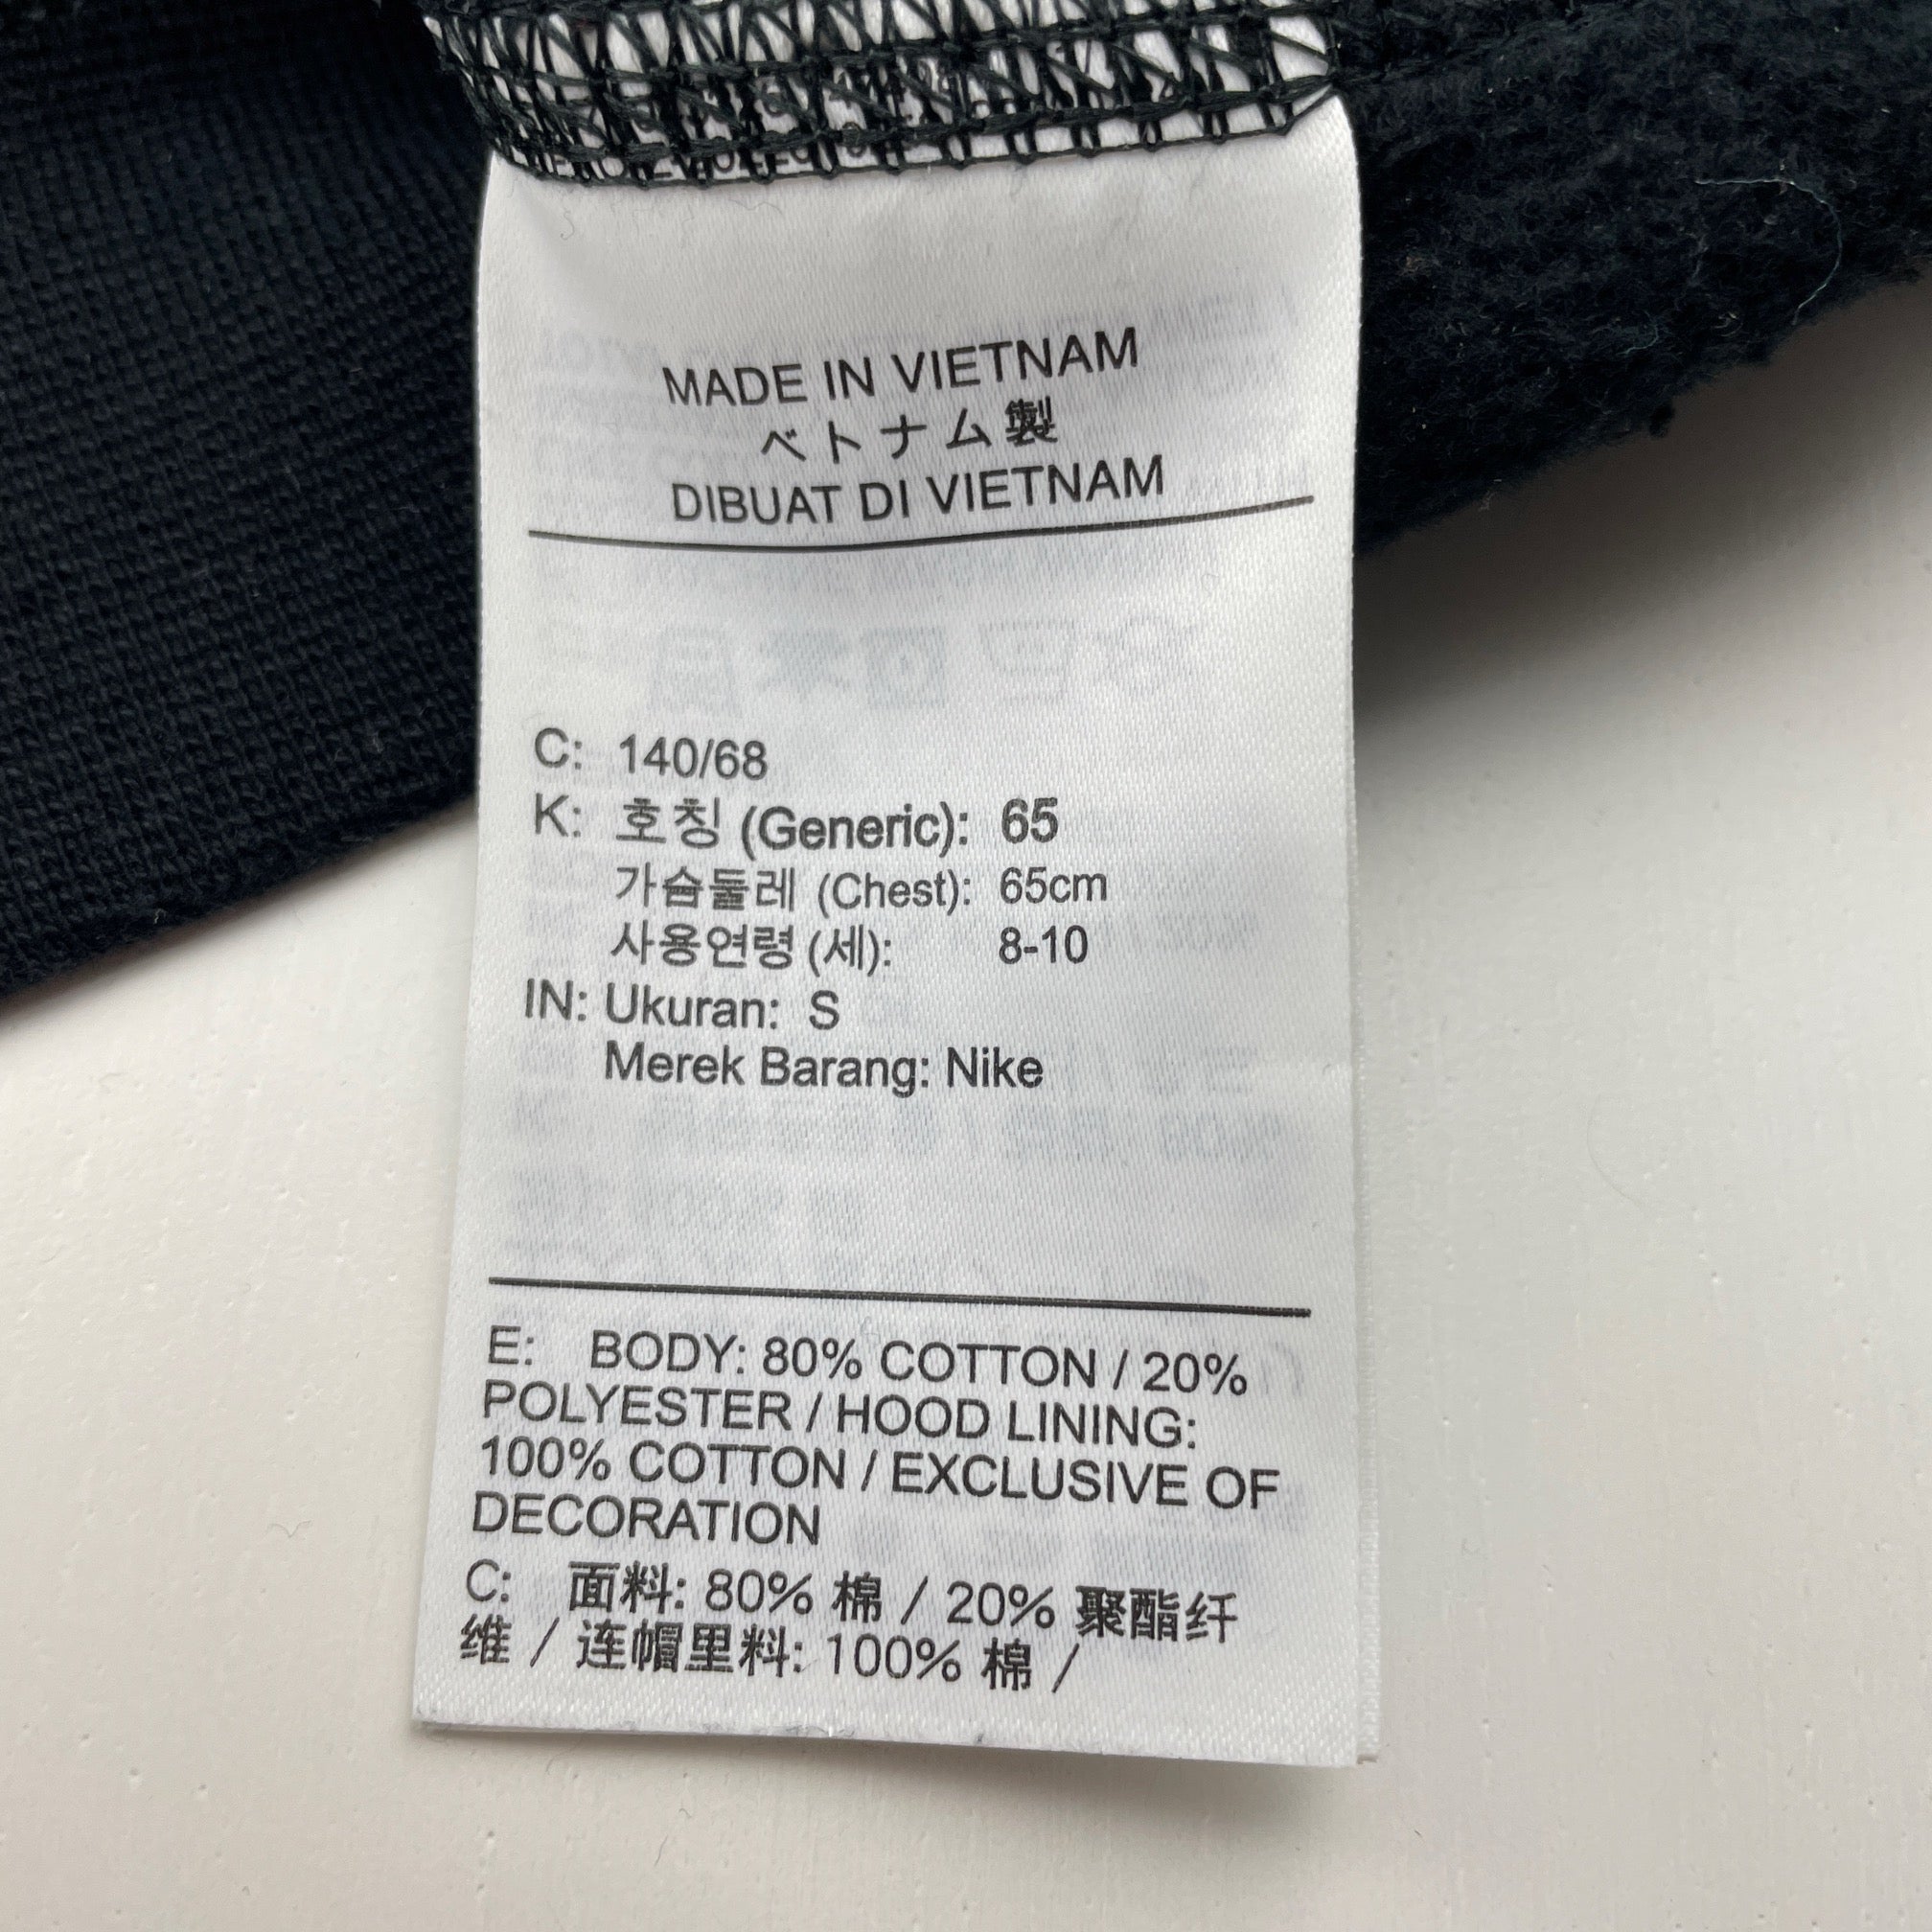 MADE IN VIETNAM
ベトナム製
DIBUAT DI VIETNAM
C: 140/68
K: 호칭 (Generic): 65
가슴둘레 (Chest): 65cm
사용연령 (세): 8-10
IN: Ukuran: S
Merek Barang: Nike
E: BODY: 80% COTTON / 20%
POLYESTER / HOOD LINING:
100% COTTON / EXCLUSIVE OF
DECORATION
C: 面料: 80% 棉 / 20% 聚酯纤
维 / 连帽里料: 100% 棉 /